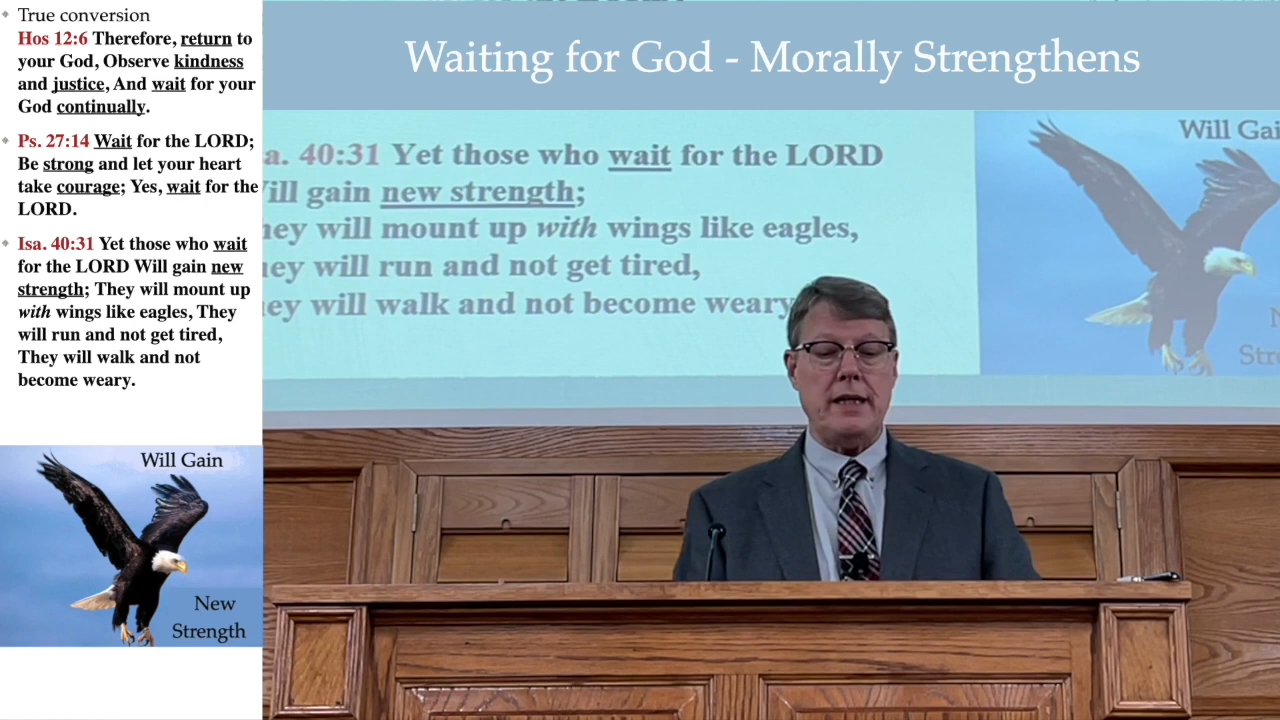 True conversion
Hos 12:6 Therefore, return to
your God, Observe kindness
and justice, And wait for your
God continually.
Ps. 27:14 Wait for the LORD;
Be strong and let your heart
take courage; Yes, wait for the
LORD.
Isa. 40:31 Yet those who wait
for the LORD Will gain new
strength; They will mount up
with wings like eagles, They
will run and not get tired,
They will walk and not
become weary.
Will Gain
New
Strength
Waiting for God - Morally Strengthens
a. 40:31 Yet those who wait for the LORD
ill gain new strength;
hey will mount up with wings like eagles,
ey will run and not get tired,
ey will walk and not become weary
Will Gai
N
Str